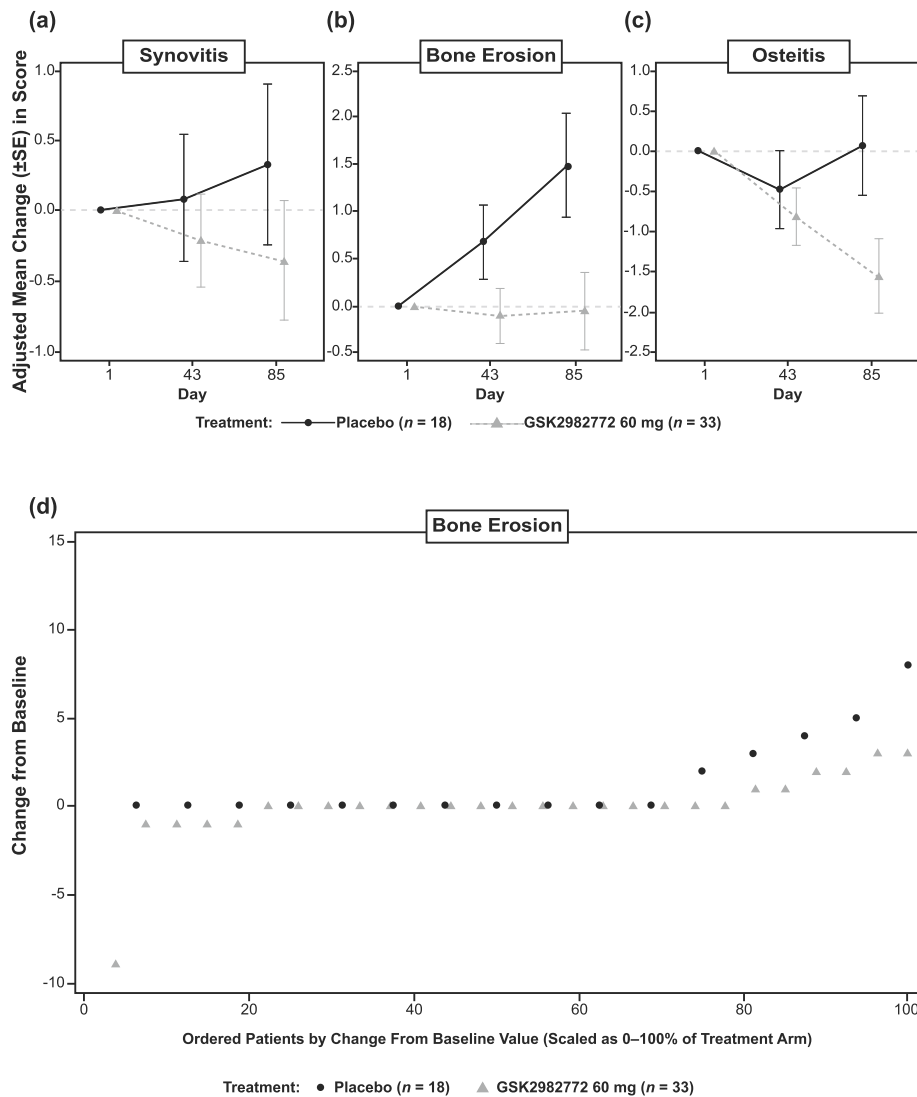 (a)
(b)
(c)
Synovitis
Bone Erosion
Osteitis
Adjusted Mean Change (±SE) in Score
1.0
0.5
0.0
-0.5
-1.0
2.5
2.0
1.5
1.0
0.5
0.0
-0.5
1.0
0.5
0.0
-0.5
-1.0
-1.5
-2.0
-2.5
1 43 85
1 43 85
1 43 85
Day
Day
Day
Treatment: Placebo (n = 18) GSK2982772 60 mg (n = 33)
(d)
Bone Erosion
Change from Baseline
15
10
5
0
-5
-10
0 20 40 60 80 100
Ordered Patients by Change From Baseline Value (Scaled as 0–100% of Treatment Arm)
Treatment: Placebo (n = 18) GSK2982772 60 mg (n = 33)